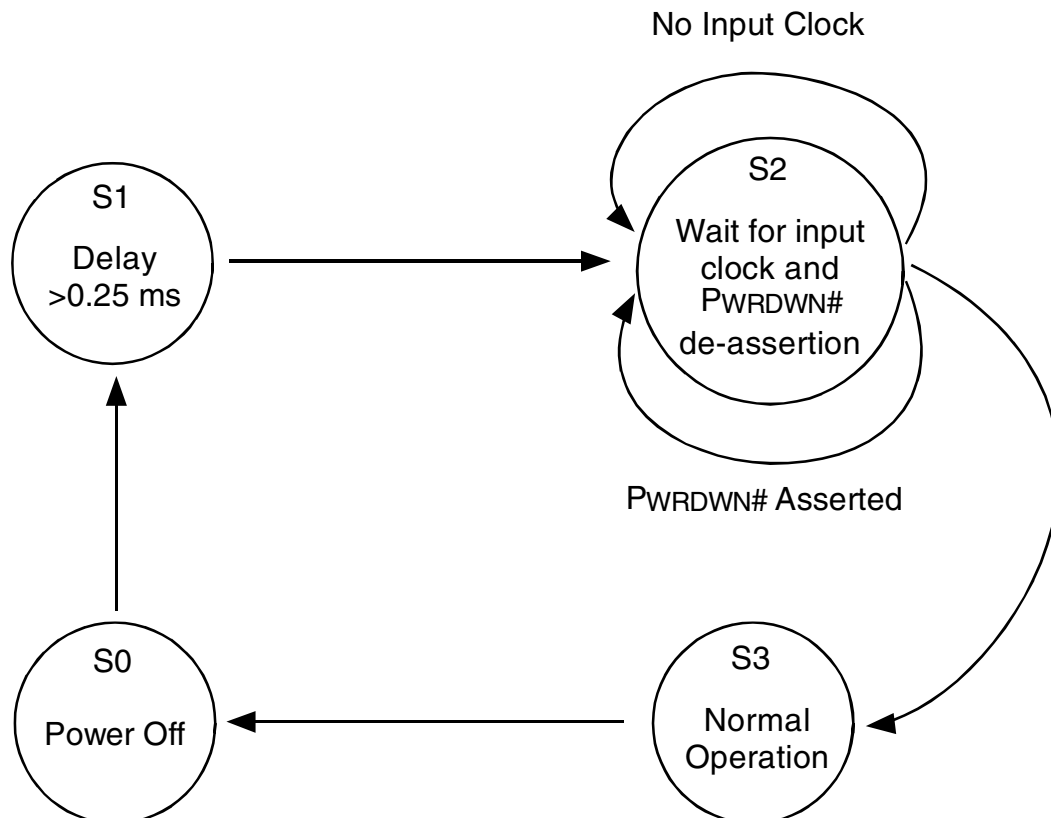 No Input Clock
S1
Delay
>0.25 ms
S2
Wait for input
clock and
PWRDWN#
de-assertion
PWRDWN# Asserted
S0
Power Off
S3
Normal
Operation